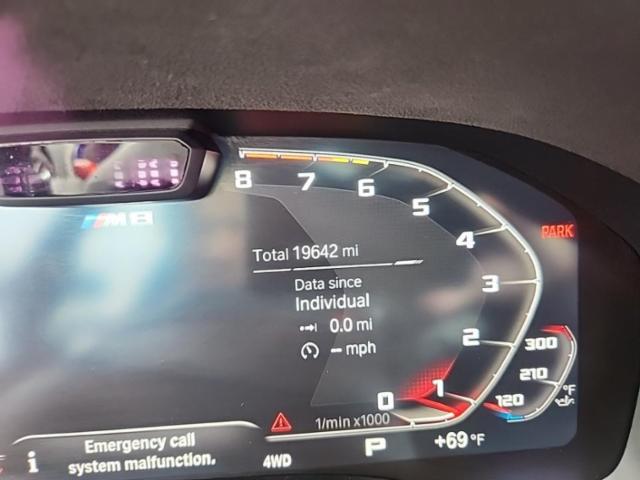 8
7
6
5
4
3
2
1
0
M8
PARK
Total 19642 mi
Data since
Individual
0.0 mi
-- mph
300
210
120
°F
1/min x1000
Emergency call
system malfunction.
4WD
P
+69 °F